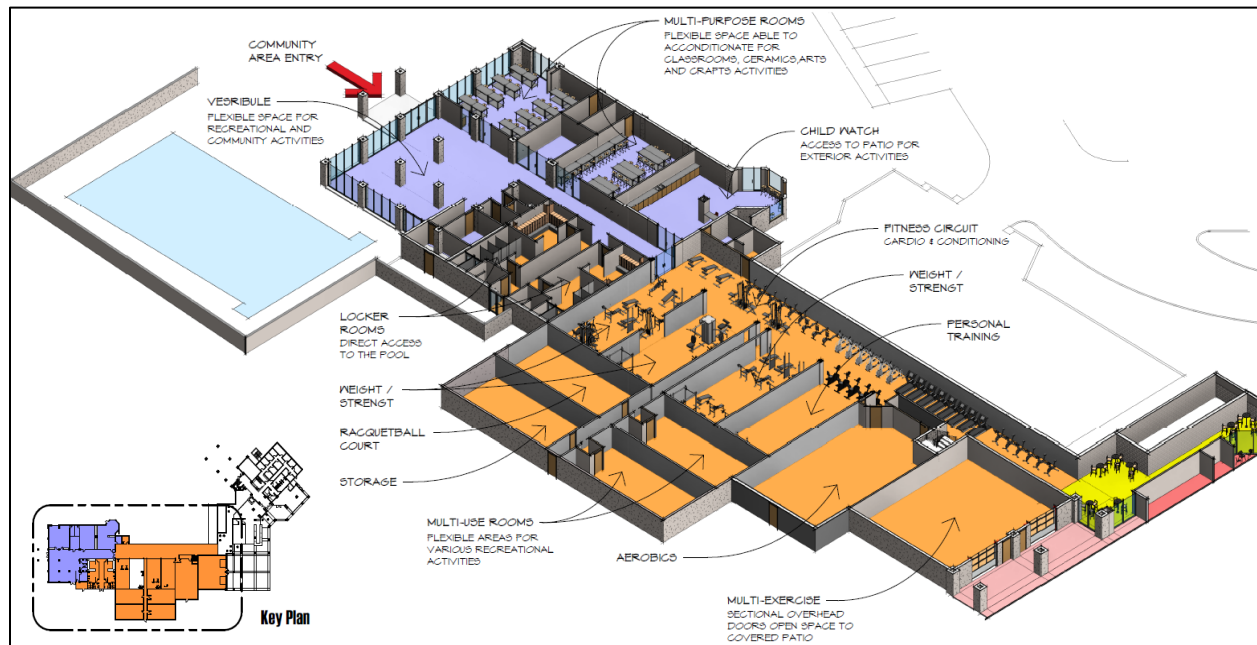 MULTI-PURPOSE ROOMS
FLEXIBLE SPACE ABLE TO
ACCONDITIONATE FOR
CLASSROOMS, CERAMICS,ARTS
AND CRAFTS ACTIVITIES
COMMUNITY
AREA ENTRY
VESRIBULE
FLEXIBLE SPACE FOR
RECREATIONAL AND
COMMUNITY ACTIVITIES
CHILD WATCH
ACCESS TO PATIO FOR
EXTERIOR ACTIVITIES
FITNESS CIRCUIT
CARDIO & CONDITIONING
WEIGHT /
STRENGT
PERSONAL
TRAINING
LOCKER
ROOMS
DIRECT ACCESS
TO THE POOL
WEIGHT /
STRENGT
RACQUETBALL
COURT
STORAGE
MULTI-USE ROOMS
FLEXIBLE AREAS FOR
VARIOUS RECREATIONAL
ACTIVITIES
AEROBICS
MULTI-EXERCISE
SECTIONAL OVERHEAD
DOORS OPEN SPACE TO
COVERED PATIO
Key Plan